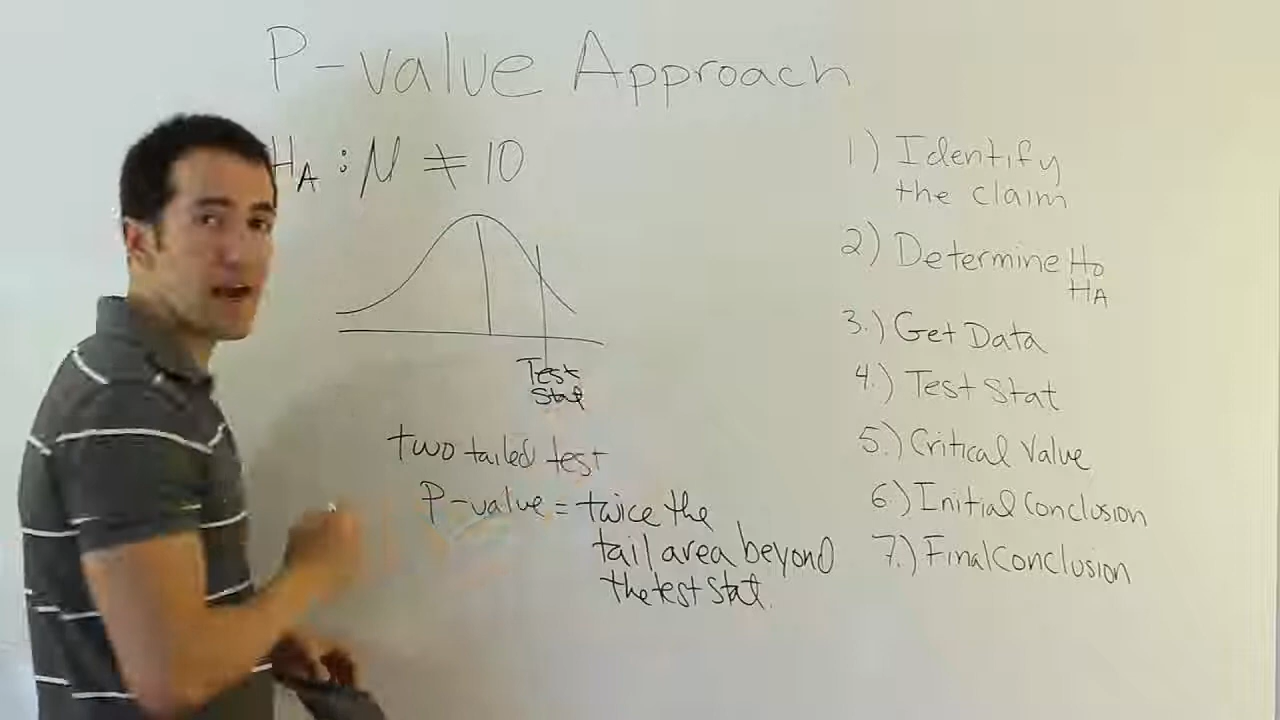 P-value Approach
HA : μ ≠ 10
Test
Stat
two tailed test
P-value = twice the
tail area beyond
the test stat.
1) Identify
the claim
2) Determine Ho
HA
3.) Get Data
4.) Test Stat
5.) Critical Value
6.) Initial Conclusion
7.) Final Conclusion